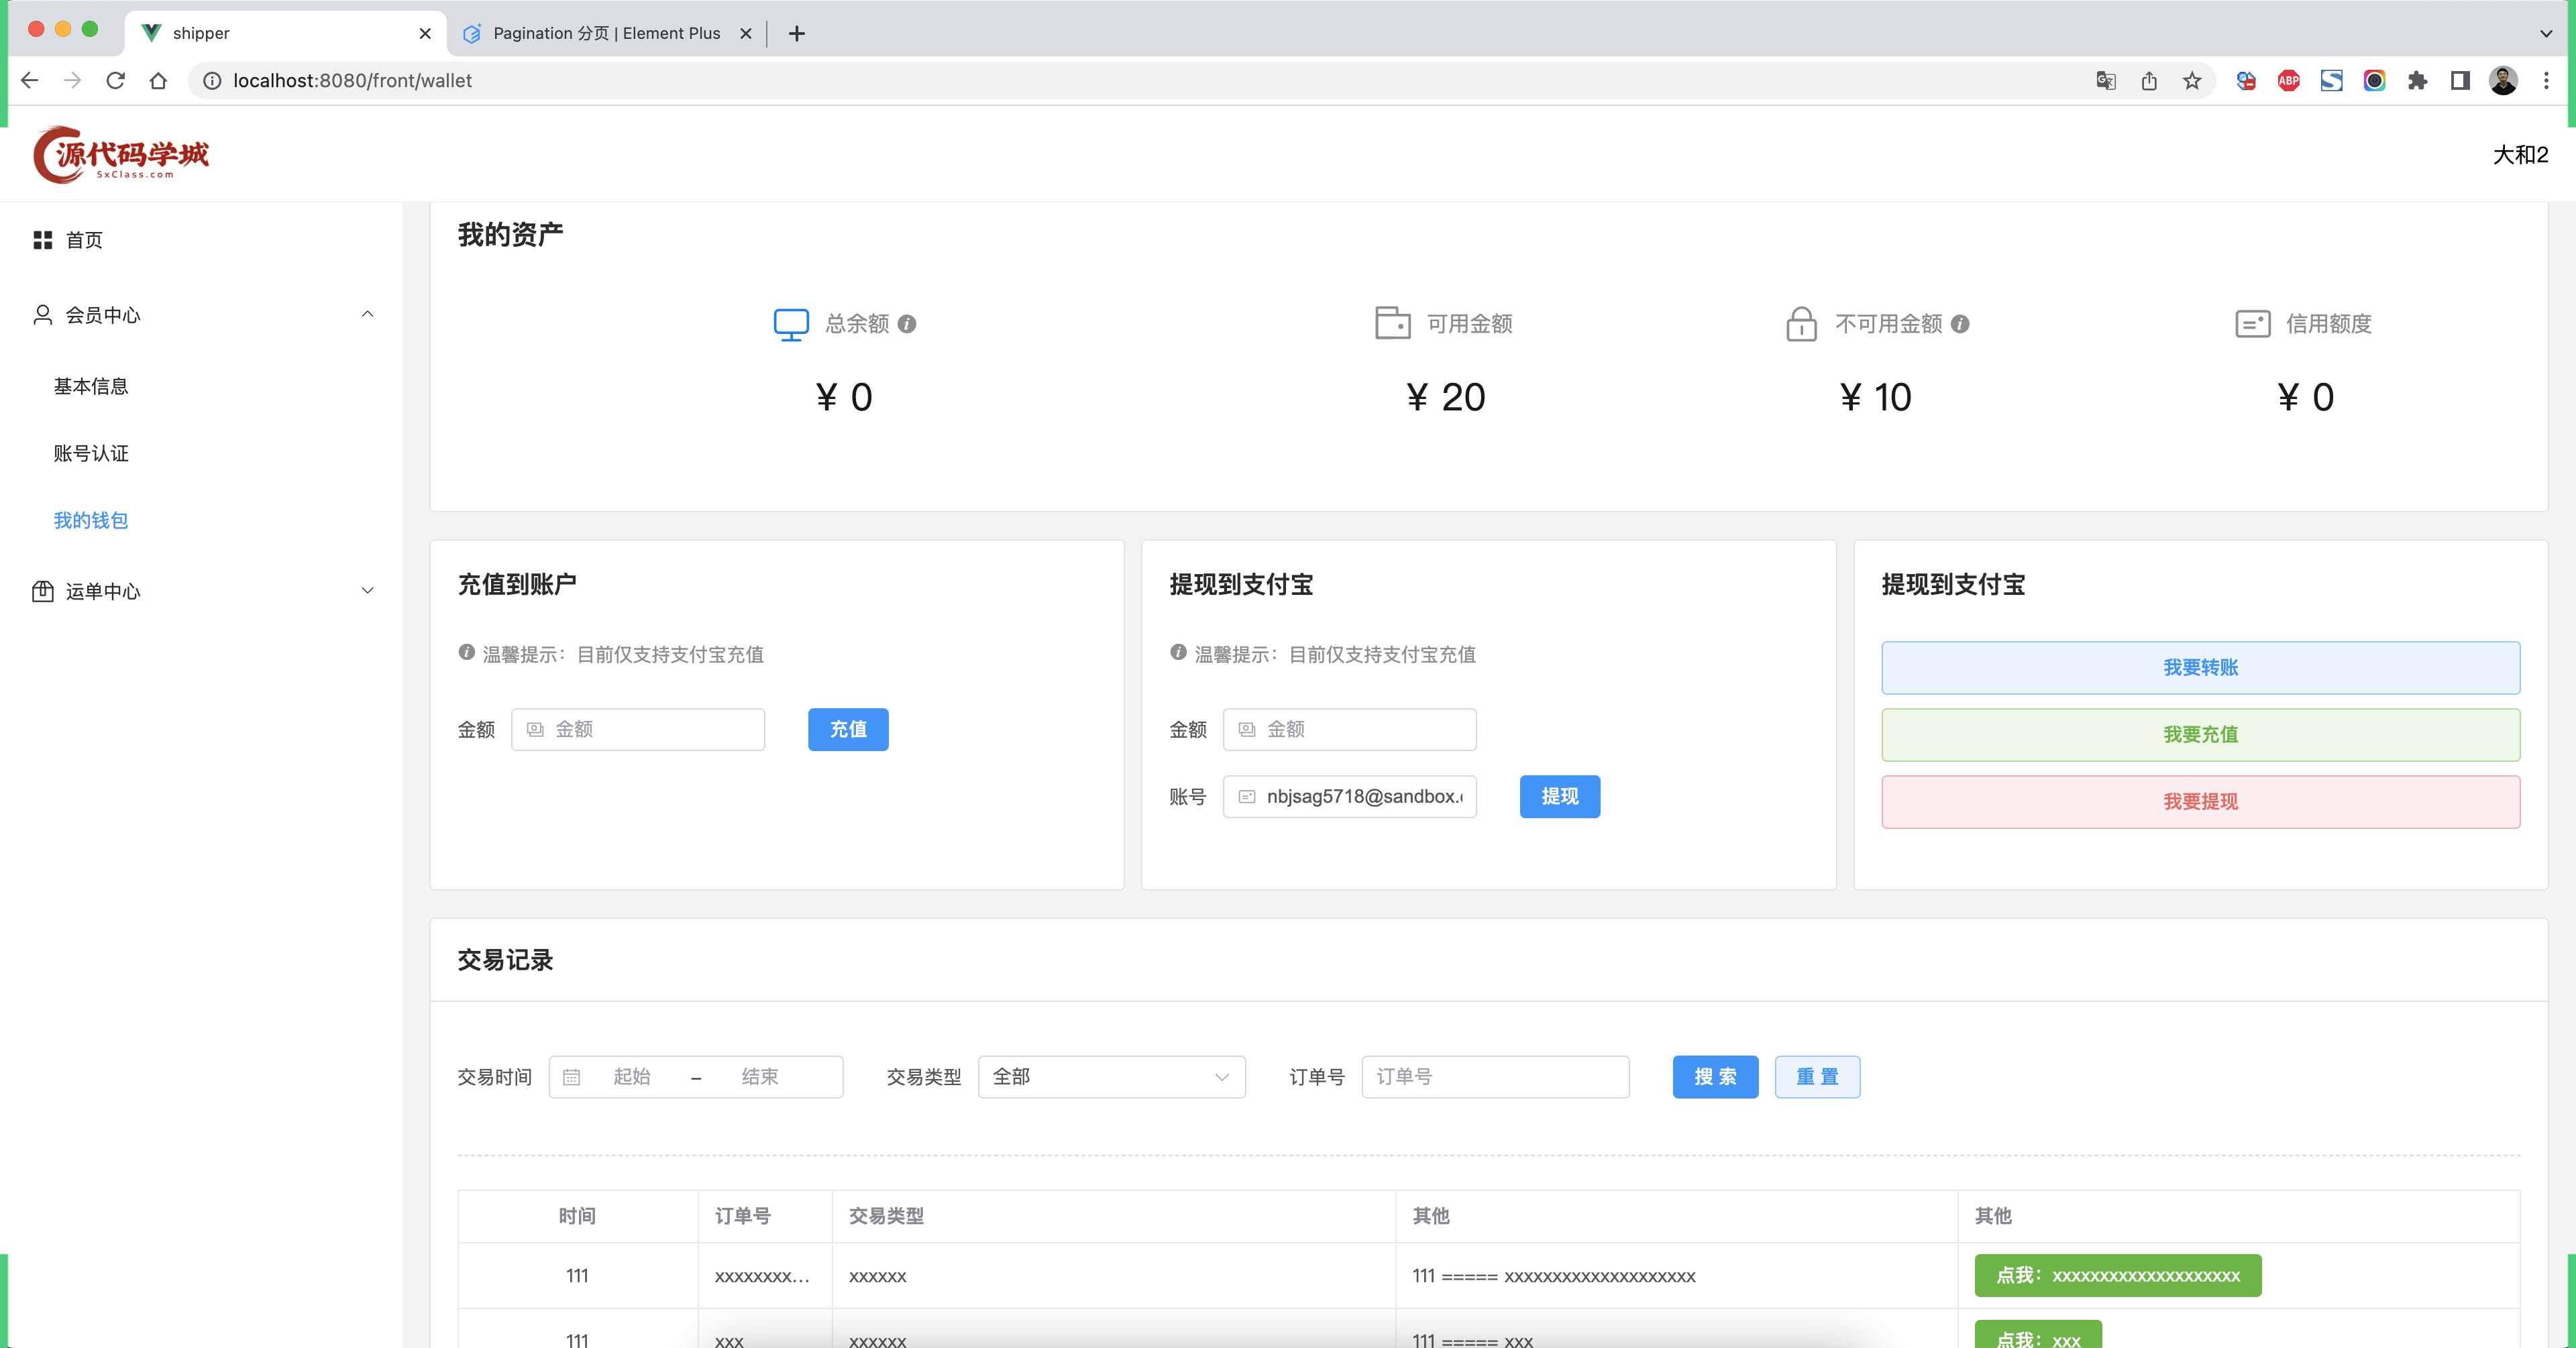 shipper
Pagination 分页 | Element Plus
localhost:8080/front/wallet
ABP
源代码学城
5xClass.com
大和2
首页
会员中心
基本信息
账号认证
我的钱包
运单中心
我的资产
总余额
可用金额
不可用金额
信用额度
¥ 0
¥ 20
¥ 10
¥ 0
充值到账户
温馨提示：目前仅支持支付宝充值
金额 金额 充值
提现到支付宝
温馨提示：目前仅支持支付宝充值
金额 金额
账号 nbjsag5718@sandbox. 提现
提现到支付宝
我要转账
我要充值
我要提现
交易记录
交易时间 起始 – 结束 交易类型 全部 订单号 订单号 搜 索 重 置
时间 订单号 交易类型 其他 其他
111 xxxxxxxx... xxxxxx 111 ===== xxxxxxxxxxxxxxxxxxxx 点我：xxxxxxxxxxxxxxxxxxxx
111 xxx xxxxxx 111 ===== xxx 点我：xxx